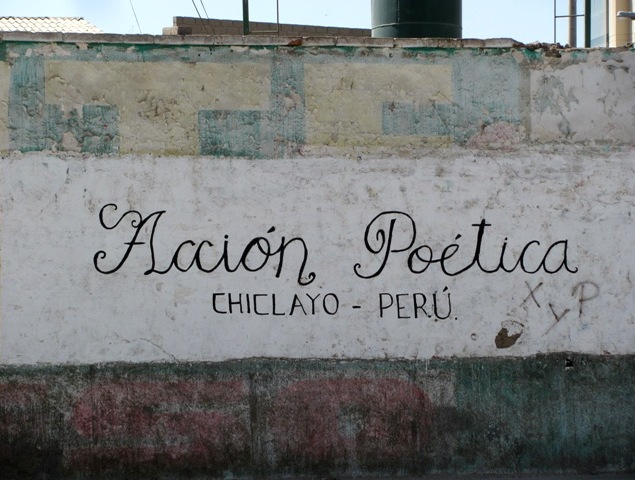 Acción Poética
CHICLAYO - PERÚ.
X y P